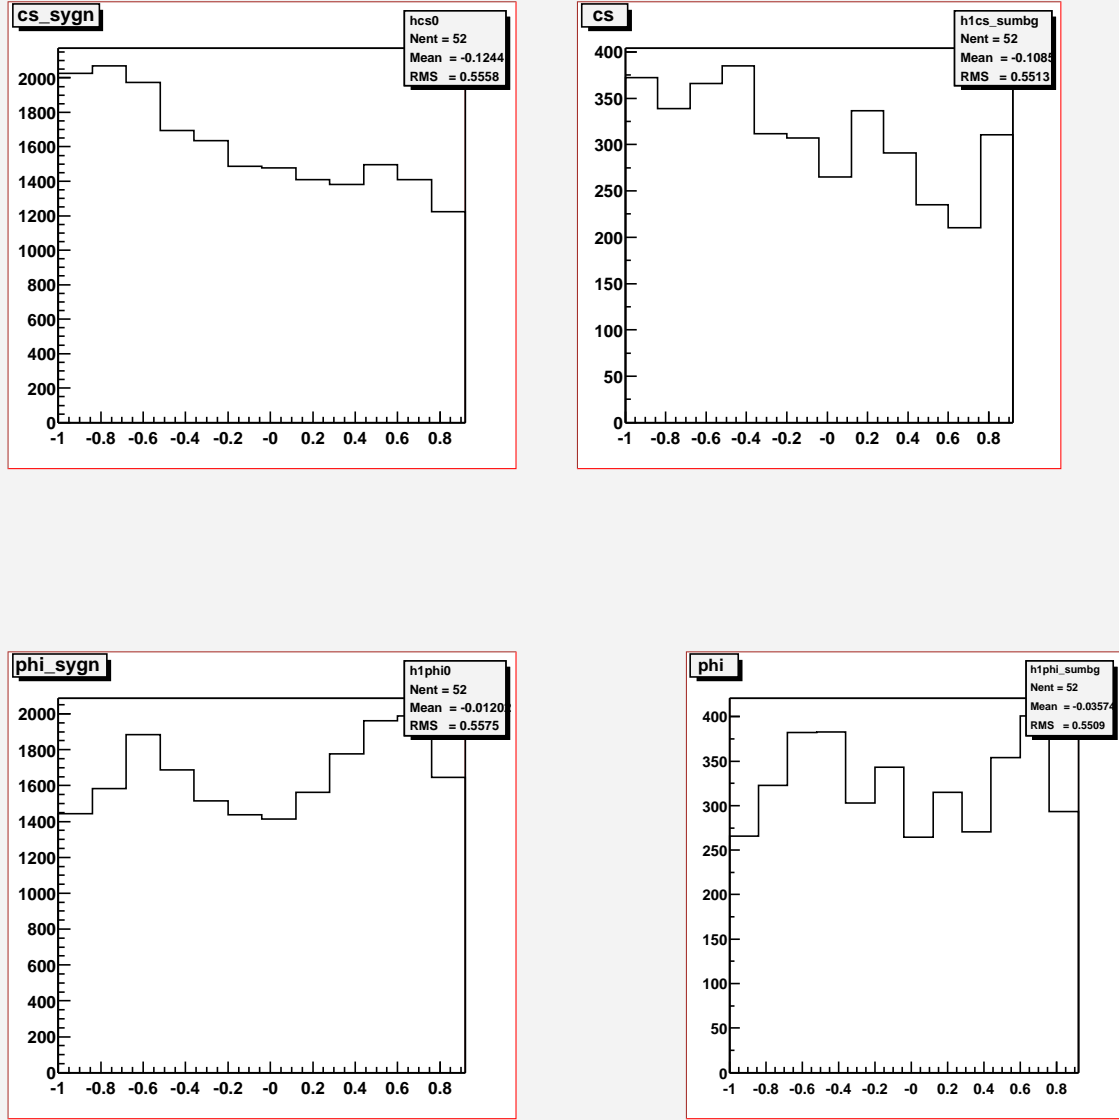 cs_sygn
hcs0
Nent = 52
Mean = -0.1244
RMS = 0.5558
2000
1800
1600
1400
1200
1000
800
600
400
200
0
-1 -0.8 -0.6 -0.4 -0.2 -0 0.2 0.4 0.6 0.8
cs
h1cs_sumbg
Nent = 52
Mean = -0.1085
RMS = 0.5513
400
350
300
250
200
150
100
50
0
-1 -0.8 -0.6 -0.4 -0.2 -0 0.2 0.4 0.6 0.8
phi_sygn
h1phi0
Nent = 52
Mean = -0.01202
RMS = 0.5575
2000
1800
1600
1400
1200
1000
800
600
400
200
0
-1 -0.8 -0.6 -0.4 -0.2 -0 0.2 0.4 0.6 0.8
phi
h1phi_sumbg
Nent = 52
Mean = -0.03574
RMS = 0.5509
400
350
300
250
200
150
100
50
0
-1 -0.8 -0.6 -0.4 -0.2 -0 0.2 0.4 0.6 0.8